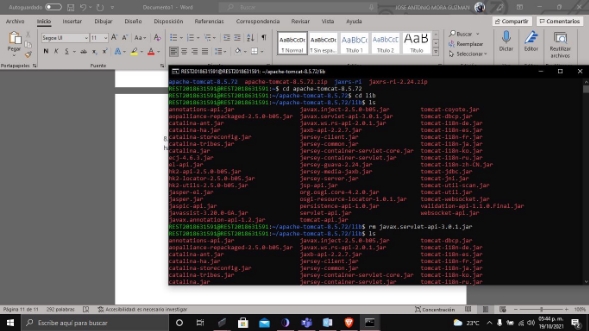 Autoguardado
Documento1 - Word
JOSE ANTONIO MORA GUZMAN
Archivo Inicio Insertar Dibujar Diseño Disposición Referencias Correspondencia Revisar Vista Ayuda
Compartir Comentarios
Pegar Segoe UI 11
AaBbCcDc AaBbCcDc AaBbC AaBbCcC AaB
1 Normal 1 Sin espa... Título 1 Título 2 Título
Buscar
Reemplazar
Seleccionar
Dictar Editor Reutilizar archivos
REST2018631591@REST2018631591: ~/apache-tomcat-8.5.72/lib
apache-tomcat-8.5.72 apache-tomcat-8.5.72.zip jaxrs-ri jaxrs-ri-2.24.zip
REST2018631591@REST2018631591:~$ cd apache-tomcat-8.5.72
REST2018631591@REST2018631591:~/apache-tomcat-8.5.72$ cd lib
REST2018631591@REST2018631591:~/apache-tomcat-8.5.72/lib$ ls
annotations-api.jar javax.inject-2.5.0-b05.jar tomcat-coyote.jar
aopalliance-repackaged-2.5.0-b05.jar javax.servlet-api-3.0.1.jar tomcat-dbcp.jar
catalina-ant.jar javax.ws.rs-api-2.0.1.jar tomcat-i18n-de.jar
catalina-ha.jar jaxb-api-2.2.7.jar tomcat-i18n-es.jar
catalina-storeconfig.jar jersey-client.jar tomcat-i18n-fr.jar
catalina-tribes.jar jersey-common.jar tomcat-i18n-ja.jar
catalina.jar jersey-container-servlet-core.jar tomcat-i18n-ko.jar
ecj-4.6.3.jar jersey-container-servlet.jar tomcat-i18n-ru.jar
el-api.jar jersey-guava-2.24.jar tomcat-i18n-zh-CN.jar
hk2-api-2.5.0-b05.jar jersey-media-jaxb.jar tomcat-jdbc.jar
hk2-locator-2.5.0-b05.jar jersey-server.jar tomcat-jni.jar
hk2-utils-2.5.0-b05.jar jsp-api.jar tomcat-util-scan.jar
jasper-el.jar org.osgi.core-4.2.0.jar tomcat-util.jar
jasper.jar osgi-resource-locator-1.0.1.jar tomcat-websocket.jar
jaspic-api.jar persistence-api-1.0.jar validation-api-1.1.0.Final.jar
javassist-3.20.0-GA.jar servlet-api.jar websocket-api.jar
javax.annotation-api-1.2.jar tomcat-api.jar
REST2018631591@REST2018631591:~/apache-tomcat-8.5.72/lib$ rm javax.servlet-api-3.0.1.jar
REST2018631591@REST2018631591:~/apache-tomcat-8.5.72/lib$ ls
annotations-api.jar javax.inject-2.5.0-b05.jar tomcat-dbcp.jar
aopalliance-repackaged-2.5.0-b05.jar javax.ws.rs-api-2.0.1.jar tomcat-i18n-de.jar
catalina-ant.jar jaxb-api-2.2.7.jar tomcat-i18n-es.jar
catalina-ha.jar jersey-client.jar tomcat-i18n-fr.jar
catalina-storeconfig.jar jersey-common.jar tomcat-i18n-ja.jar
catalina-tribes.jar jersey-container-servlet-core.jar tomcat-i18n-ko.jar
catalina.jar jersey-container-servlet.jar tomcat-i18n-ru.jar
Página 11 de 11 292 palabras Accesibilidad: es necesario investigar Concentración 100%
Escribe aquí para buscar
23°C
05:44 p. m.
19/10/2021